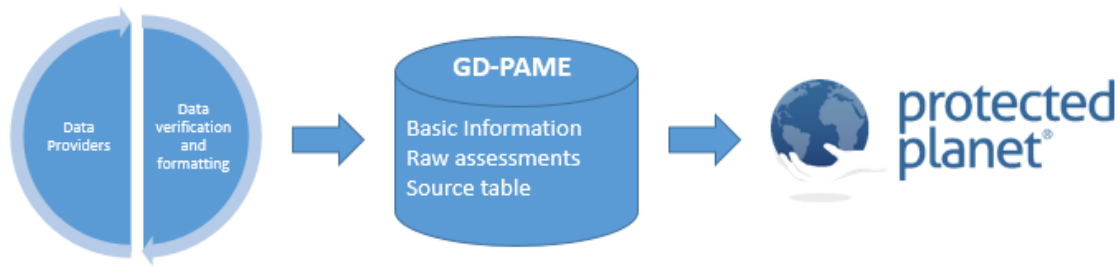 Data
Providers
Data
verification
and
formatting
GD-PAME
Basic Information
Raw assessments
Source table
protected
planet®